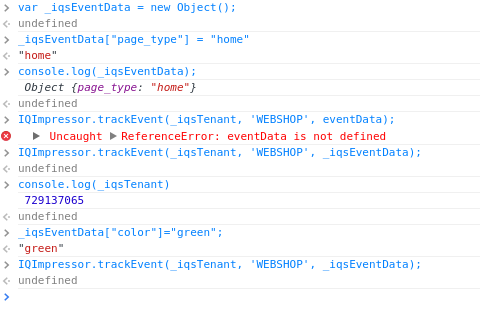 var _iqsEventData = new Object();
undefined
_iqsEventData["page_type"] = "home"
"home"
console.log(_iqsEventData);
Object {page_type: "home"}
undefined
IQImpressor.trackEvent(_iqsTenant, 'WEBSHOP', eventData);
Uncaught ReferenceError: eventData is not defined
IQImpressor.trackEvent(_iqsTenant, 'WEBSHOP', _iqsEventData);
undefined
console.log(_iqsTenant)
729137065
undefined
_iqsEventData["color"]="green";
"green"
IQImpressor.trackEvent(_iqsTenant, 'WEBSHOP', _iqsEventData);
undefined